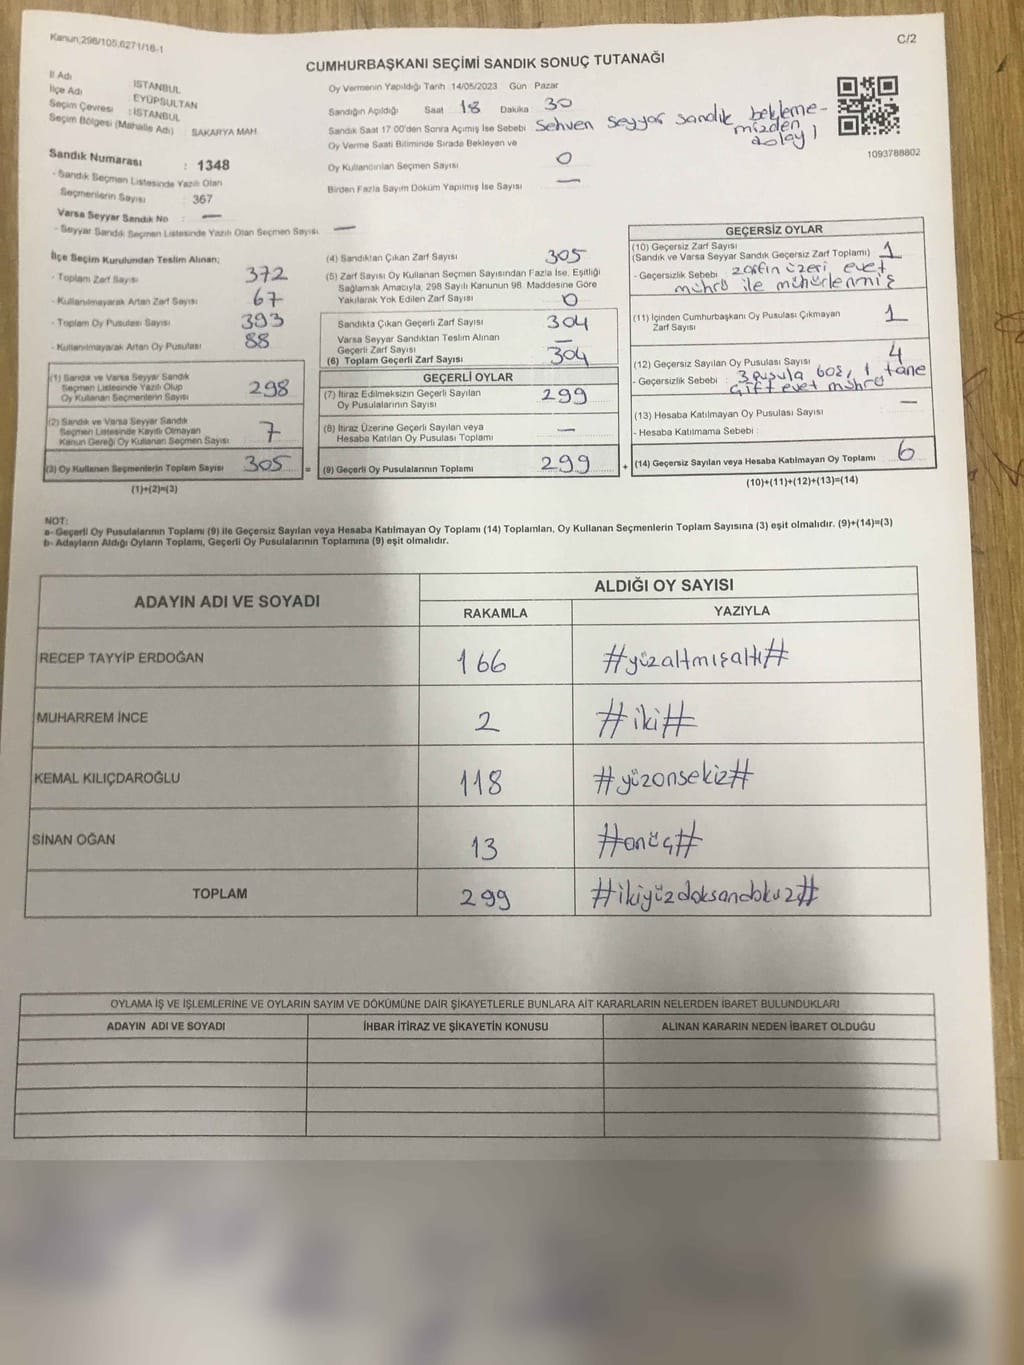 Kanun;298/105,6271/16-1
C/2
CUMHURBAŞKANI SEÇİMİ SANDIK SONUÇ TUTANAĞI
İl Adı : İSTANBUL
İlçe Adı EYÜPSULTAN
Seçim Çevresi : İSTANBUL
Seçim Bölgesi (Mahalle Adı) : SAKARYA MAH.
Sandık Numarası : 1348
- Sandık Seçmen Listesinde Yazılı Olan
Seçmenlerin Sayısı : 367
Varsa Seyyar Sandık No : —
- Seyyar Sandık Seçmen Listesinde Yazılı Olan Seçmen Sayısı : —
Oy Vermenin Yapıldığı Tarih : 14/05/2023 Gün : Pazar
Sandığın Açıldığı Saat 18 Dakika 30
Sandık Saat 17.00'den Sonra Açımış İse Sebebi Sehven Seyyar sandık bekleme-
mizden
dolayı
Oy Verme Saati Bitiminde Sırada Bekleyen ve
Oy Kullandırılan Seçmen Sayısı 0
Birden Fazla Sayım Döküm Yapılmış İse Sayısı —
1093788802
İlçe Seçim Kurulundan Teslim Alınan;
- Toplam Zarf Sayısı 372
- Kullanılmayarak Artan Zarf Sayısı 67
- Toplam Oy Pusulası Sayısı 393
- Kullanılmayarak Artan Oy Pusulası 88
(1) Sandık ve Varsa Seyyar Sandık
Seçmen Listesinde Yazılı Olup
Oy Kullanan Seçmenlerin Sayısı 298
(2) Sandık ve Varsa Seyyar Sandık
Seçmen Listesinde Kayıtlı Olmayan
Kanun Gereği Oy Kullanan Seçmen Sayısı 7
(3) Oy Kullanan Seçmenlerin Toplam Sayısı 305 =
(1)+(2)=(3)
(4) Sandıktan Çıkan Zarf Sayısı 305
(5) Zarf Sayısı Oy Kullanan Seçmen Sayısından Fazla İse, Eşitliği
Sağlamak Amacıyla, 298 Sayılı Kanunun 98. Maddesine Göre
Yakılarak Yok Edilen Zarf Sayısı 0
Sandıkta Çıkan Geçerli Zarf Sayısı 304
Varsa Seyyar Sandıktan Teslim Alınan
Geçerli Zarf Sayısı —
(6) Toplam Geçerli Zarf Sayısı 304
GEÇERLİ OYLAR
(7) İtiraz Edilmeksizin Geçerli Sayılan
Oy Pusulalarının Sayısı 299
(8) İtiraz Üzerine Geçerli Sayılan veya
Hesaba Katılan Oy Pusulası Toplamı —
(9) Geçerli Oy Pusulalarının Toplamı 299 +
GEÇERSİZ OYLAR
(10) Geçersiz Zarf Sayısı
(Sandık ve Varsa Seyyar Sandık Geçersiz Zarf Toplamı) 1
- Geçersizlik Sebebi : zarfın üzeri evet
mührü ile mühürlenmiş
(11) İçinden Cumhurbaşkanı Oy Pusulası Çıkmayan
Zarf Sayısı 1
(12) Geçersiz Sayılan Oy Pusulası Sayısı 4
- Geçersizlik Sebebi : 3 pusula boş, 1 tane
çift evet mührü
(13) Hesaba Katılmayan Oy Pusulası Sayısı —
- Hesaba Katılmama Sebebi :
(14) Geçersiz Sayılan veya Hesaba Katılmayan Oy Toplamı 6
(10)+(11)+(12)+(13)=(14)
NOT:
a- Geçerli Oy Pusulalarının Toplamı (9) ile Geçersiz Sayılan veya Hesaba Katılmayan Oy Toplamı (14) Toplamları, Oy Kullanan Seçmenlerin Toplam Sayısına (3) eşit olmalıdır. (9)+(14)=(3)
b- Adayların Aldığı Oyların Toplamı, Geçerli Oy Pusulalarının Toplamına (9) eşit olmalıdır.
ADAYIN ADI VE SOYADI ALDIĞI OY SAYISI
RAKAMLA YAZIYLA
RECEP TAYYİP ERDOĞAN 166 #yüzaltmışaltı#
MUHARREM İNCE 2 #iki#
KEMAL KILIÇDAROĞLU 118 #yüzonsekiz#
SİNAN OĞAN 13 #onüç#
TOPLAM 299 #ikiyüzdoksandokuz#
OYLAMA İŞ VE İŞLEMLERİNE VE OYLARIN SAYIM VE DÖKÜMÜNE DAİR ŞİKAYETLERLE BUNLARA AİT KARARLARIN NELERDEN İBARET BULUNDUKLARI
ADAYIN ADI VE SOYADI İHBAR İTİRAZ VE ŞİKAYETİN KONUSU ALINAN KARARIN NEDEN İBARET OLDUĞU